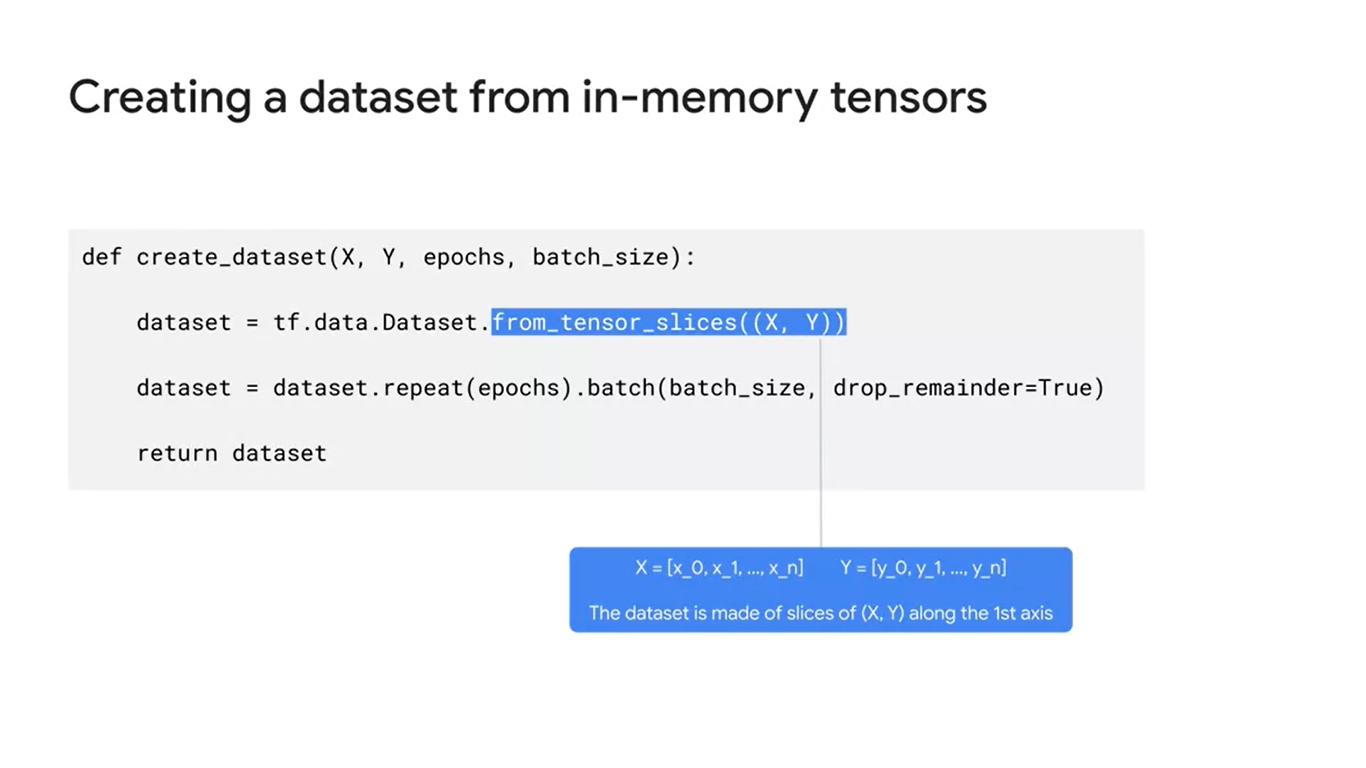 Creating a dataset from in-memory tensors
def create_dataset(X, Y, epochs, batch_size):
dataset = tf.data.Dataset.from_tensor_slices((X, Y))
dataset = dataset.repeat(epochs).batch(batch_size, drop_remainder=True)
return dataset
X = [x_0, x_1, ..., x_n] Y = [y_0, y_1, ..., y_n]
The dataset is made of slices of (X, Y) along the 1st axis